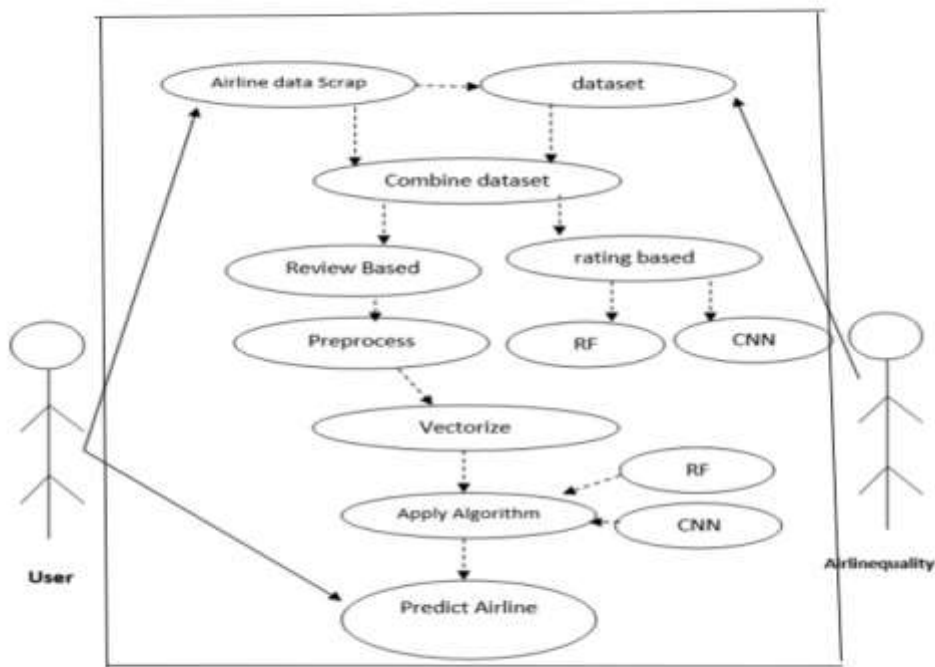 Airline data Scrap
dataset
Combine dataset
Review Based
rating based
Preprocess
RF
CNN
Vectorize
RF
Apply Algorithm
CNN
User
Airlinequality
Predict Airline